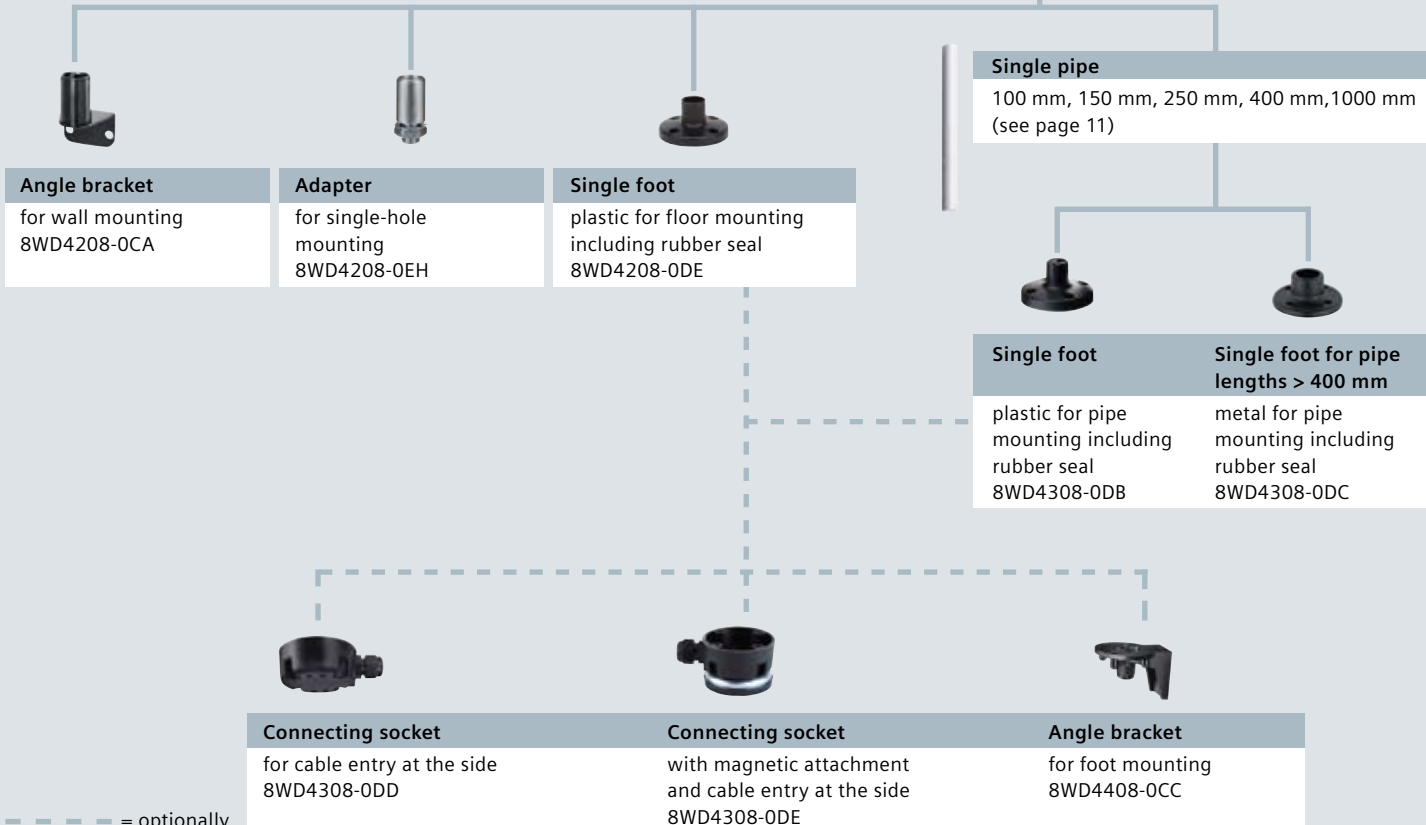 Single pipe
100 mm, 150 mm, 250 mm, 400 mm,1000 mm
(see page 11)
Angle bracket
for wall mounting
8WD4208-0CA
Adapter
for single-hole
mounting
8WD4208-0EH
Single foot
plastic for floor mounting
including rubber seal
8WD4208-0DE
Single foot
plastic for pipe
mounting including
rubber seal
8WD4308-0DB
Single foot for pipe
lengths > 400 mm
metal for pipe
mounting including
rubber seal
8WD4308-0DC
Connecting socket
for cable entry at the side
8WD4308-0DD
Connecting socket
with magnetic attachment
and cable entry at the side
8WD4308-0DE
Angle bracket
for foot mounting
8WD4408-0CC
= optionally